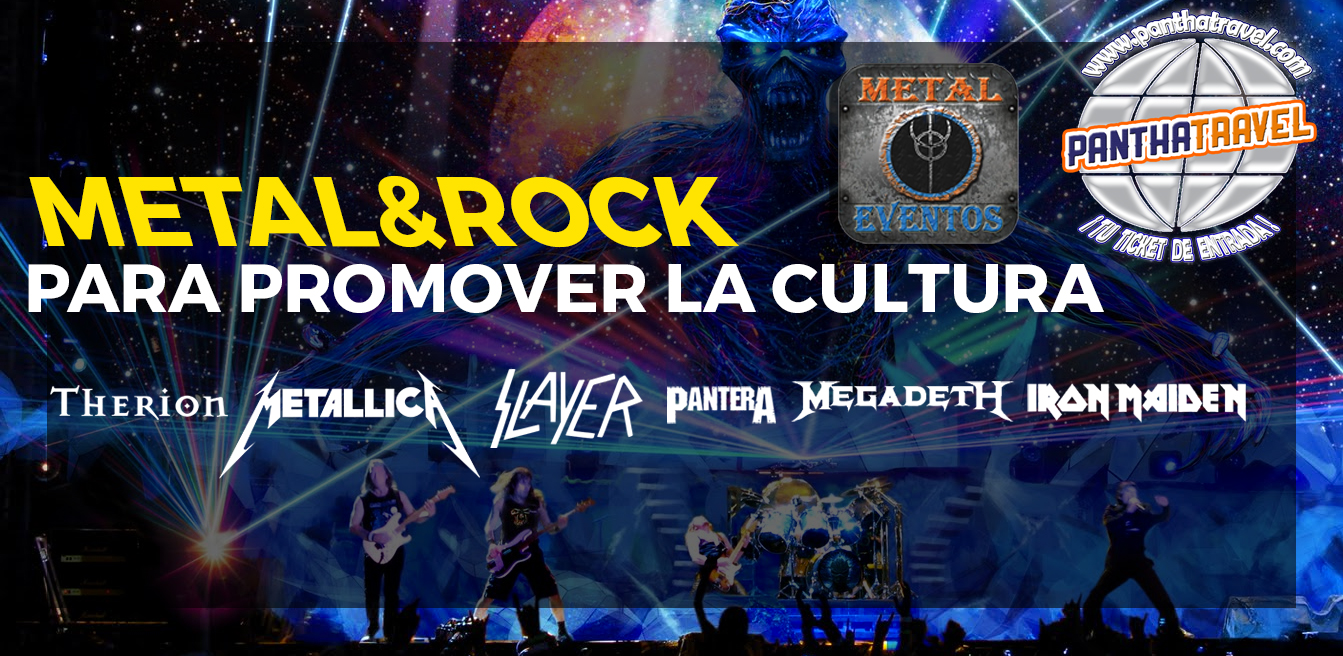 www.panthatravel.com
METAL
EVENTOS
PANTHATRAVEL
¡TU TICKET DE ENTRADA!
METAL&ROCK
PARA PROMOVER LA CULTURA
THERION METALLICA SLAYER PANTERA MEGADETH IRON MAIDEN